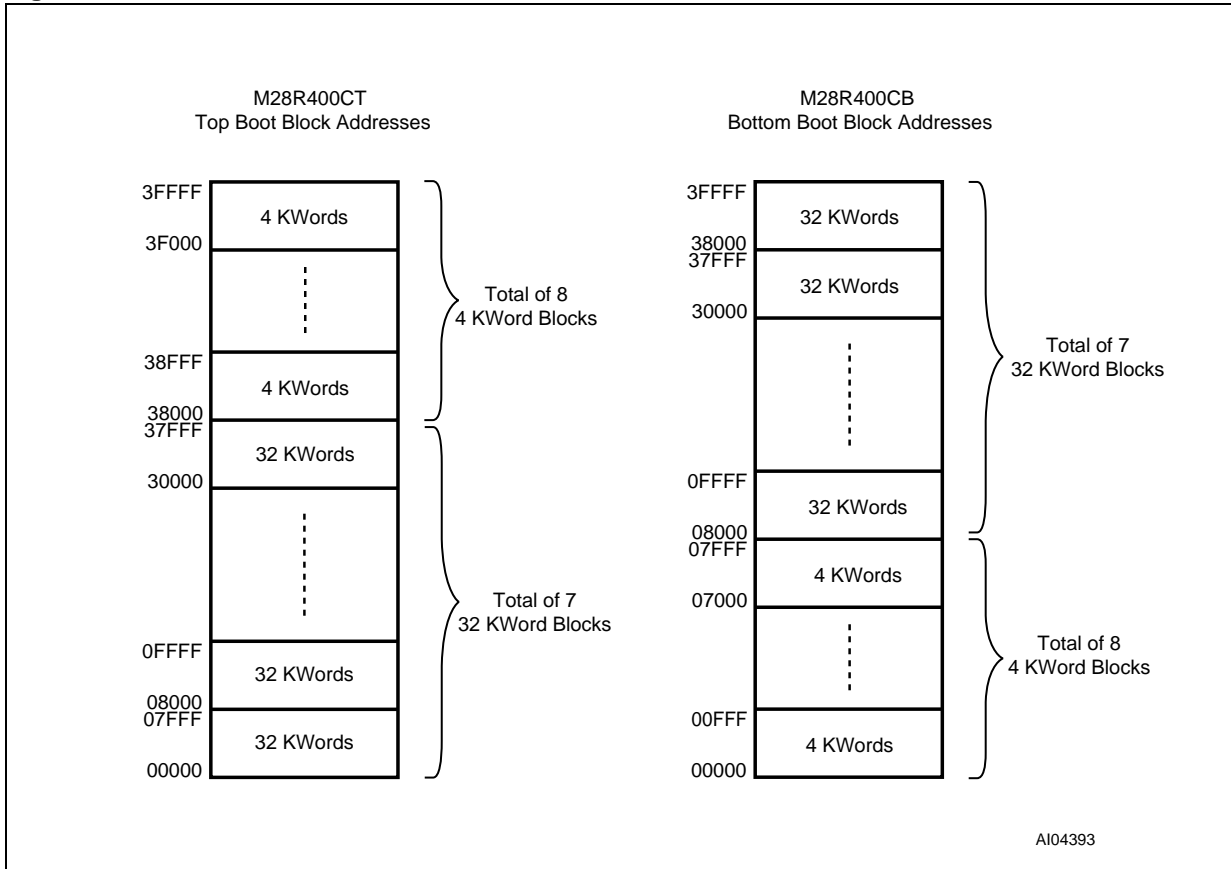 M28R400CT
Top Boot Block Addresses
3FFFF
4 KWords
3F000
Total of 8
4 KWord Blocks
38FFF
4 KWords
38000
37FFF
32 KWords
30000
Total of 7
32 KWord Blocks
0FFFF
32 KWords
08000
07FFF
32 KWords
00000
M28R400CB
Bottom Boot Block Addresses
3FFFF
32 KWords
38000
37FFF
32 KWords
30000
Total of 7
32 KWord Blocks
0FFFF
32 KWords
08000
07FFF
4 KWords
07000
Total of 8
4 KWord Blocks
00FFF
4 KWords
00000
AI04393